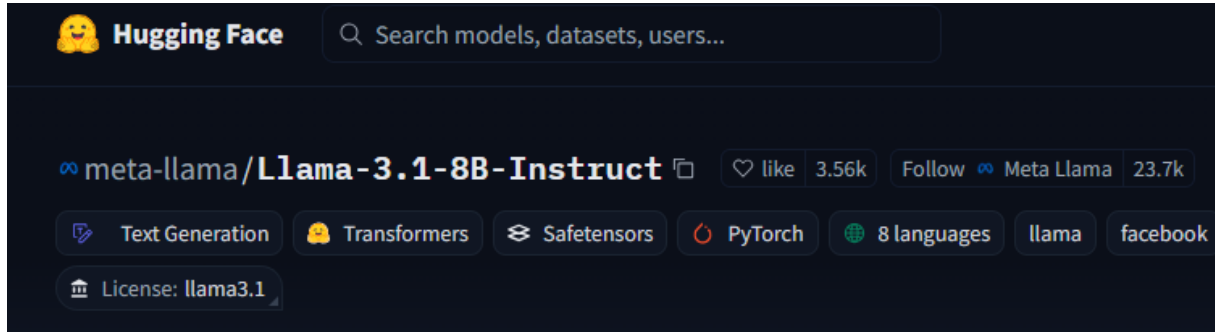 Hugging Face Search models, datasets, users...
meta-llama/Llama-3.1-8B-Instruct like 3.56k Follow Meta Llama 23.7k
Text Generation Transformers Safetensors PyTorch 8 languages llama facebook
License: llama3.1